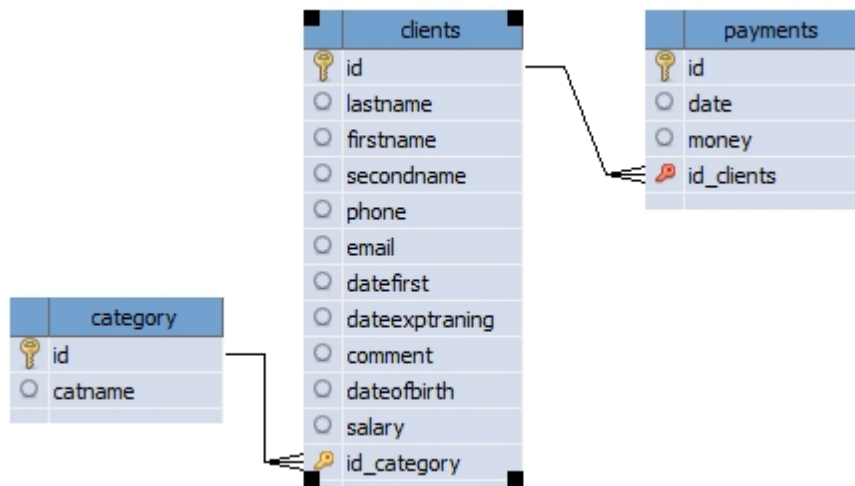 clients
id
lastname
firstname
secondname
phone
email
datefirst
dateexptraning
comment
dateofbirth
salary
id_category
payments
id
date
money
id_clients
category
id
catname